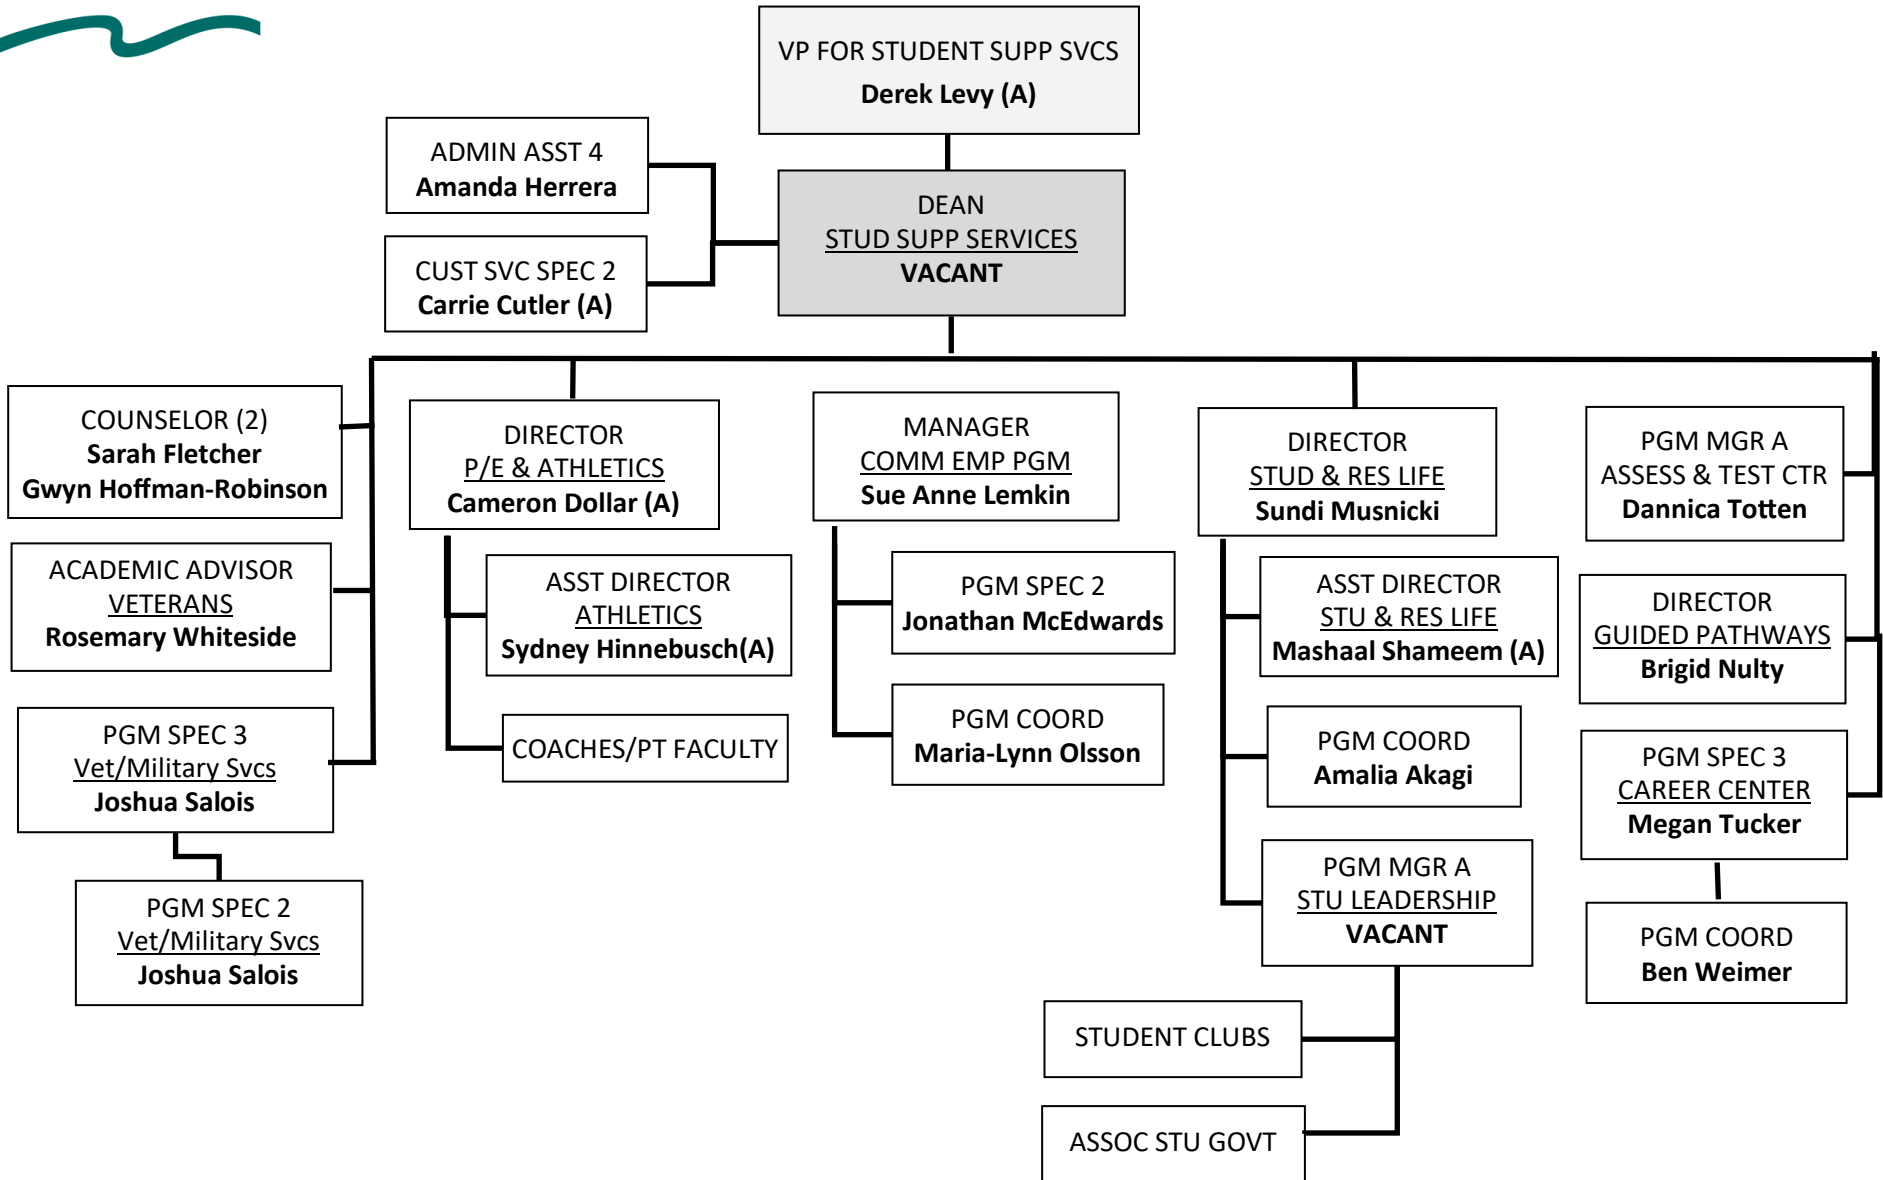 VP FOR STUDENT SUPP SVCS
Derek Levy (A)
ADMIN ASST 4
Amanda Herrera
DEAN
STUD SUPP SERVICES
VACANT
CUST SVC SPEC 2
Carrie Cutler (A)
COUNSELOR (2)
Sarah Fletcher
Gwyn Hoffman-Robinson
ACADEMIC ADVISOR
VETERANS
Rosemary Whiteside
PGM SPEC 3
Vet/Military Svcs
Joshua Salois
PGM SPEC 2
Vet/Military Svcs
Joshua Salois
DIRECTOR
P/E & ATHLETICS
Cameron Dollar (A)
ASST DIRECTOR
ATHLETICS
Sydney Hinnebusch(A)
COACHES/PT FACULTY
MANAGER
COMM EMP PGM
Sue Anne Lemkin
PGM SPEC 2
Jonathan McEdwards
PGM COORD
Maria-Lynn Olsson
DIRECTOR
STUD & RES LIFE
Sundi Musnicki
ASST DIRECTOR
STU & RES LIFE
Mashaal Shameem (A)
PGM COORD
Amalia Akagi
PGM MGR A
STU LEADERSHIP
VACANT
STUDENT CLUBS
ASSOC STU GOVT
PGM MGR A
ASSESS & TEST CTR
Dannica Totten
DIRECTOR
GUIDED PATHWAYS
Brigid Nulty
PGM SPEC 3
CAREER CENTER
Megan Tucker
PGM COORD
Ben Weimer